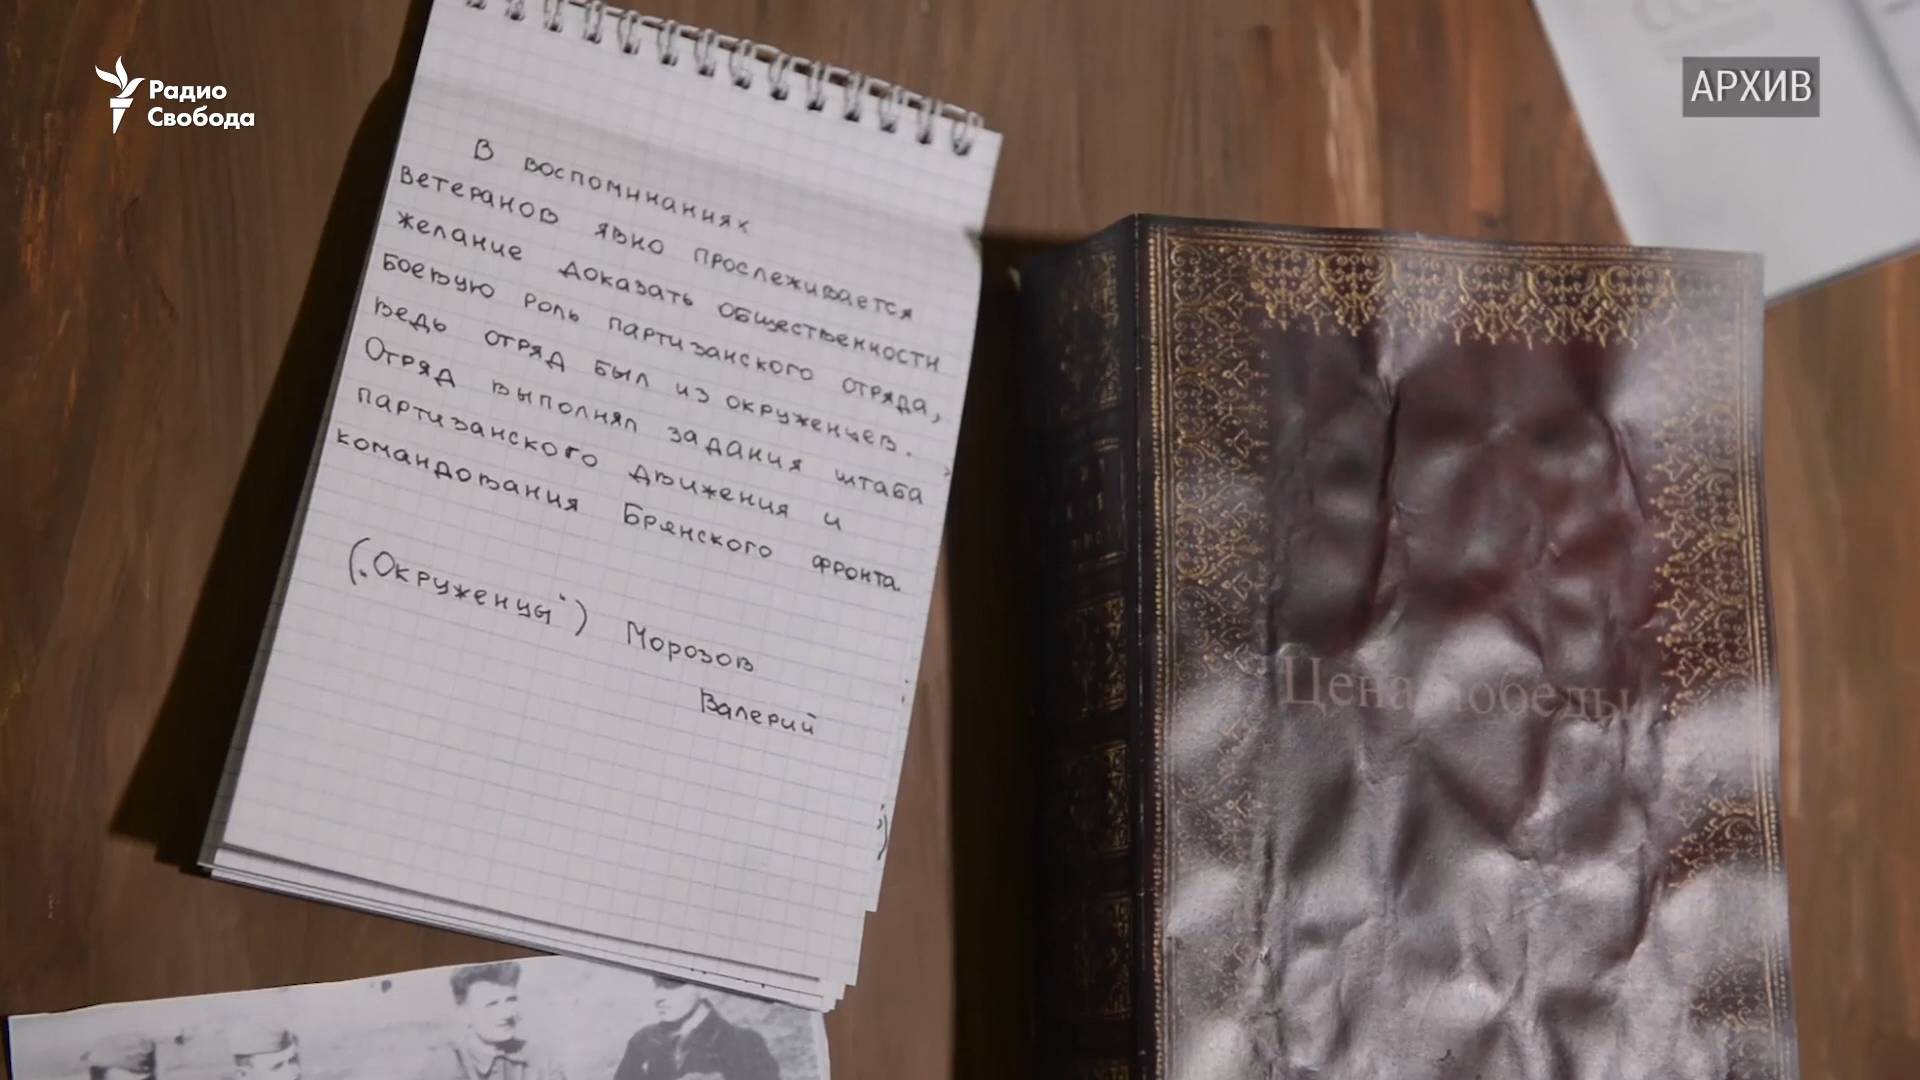 Радио
Свобода
АРХИВ
В воспоминаниях
ветеранов явно прослеживается
желание доказать общественности
боевую роль партизанского отряда,
ведь отряд был из окруженцев.
Отряд выполнял задания штаба
партизанского движения и
командования Брянского фронта.
(„Окруженцы“) Морозов
Валерий
Цена победы